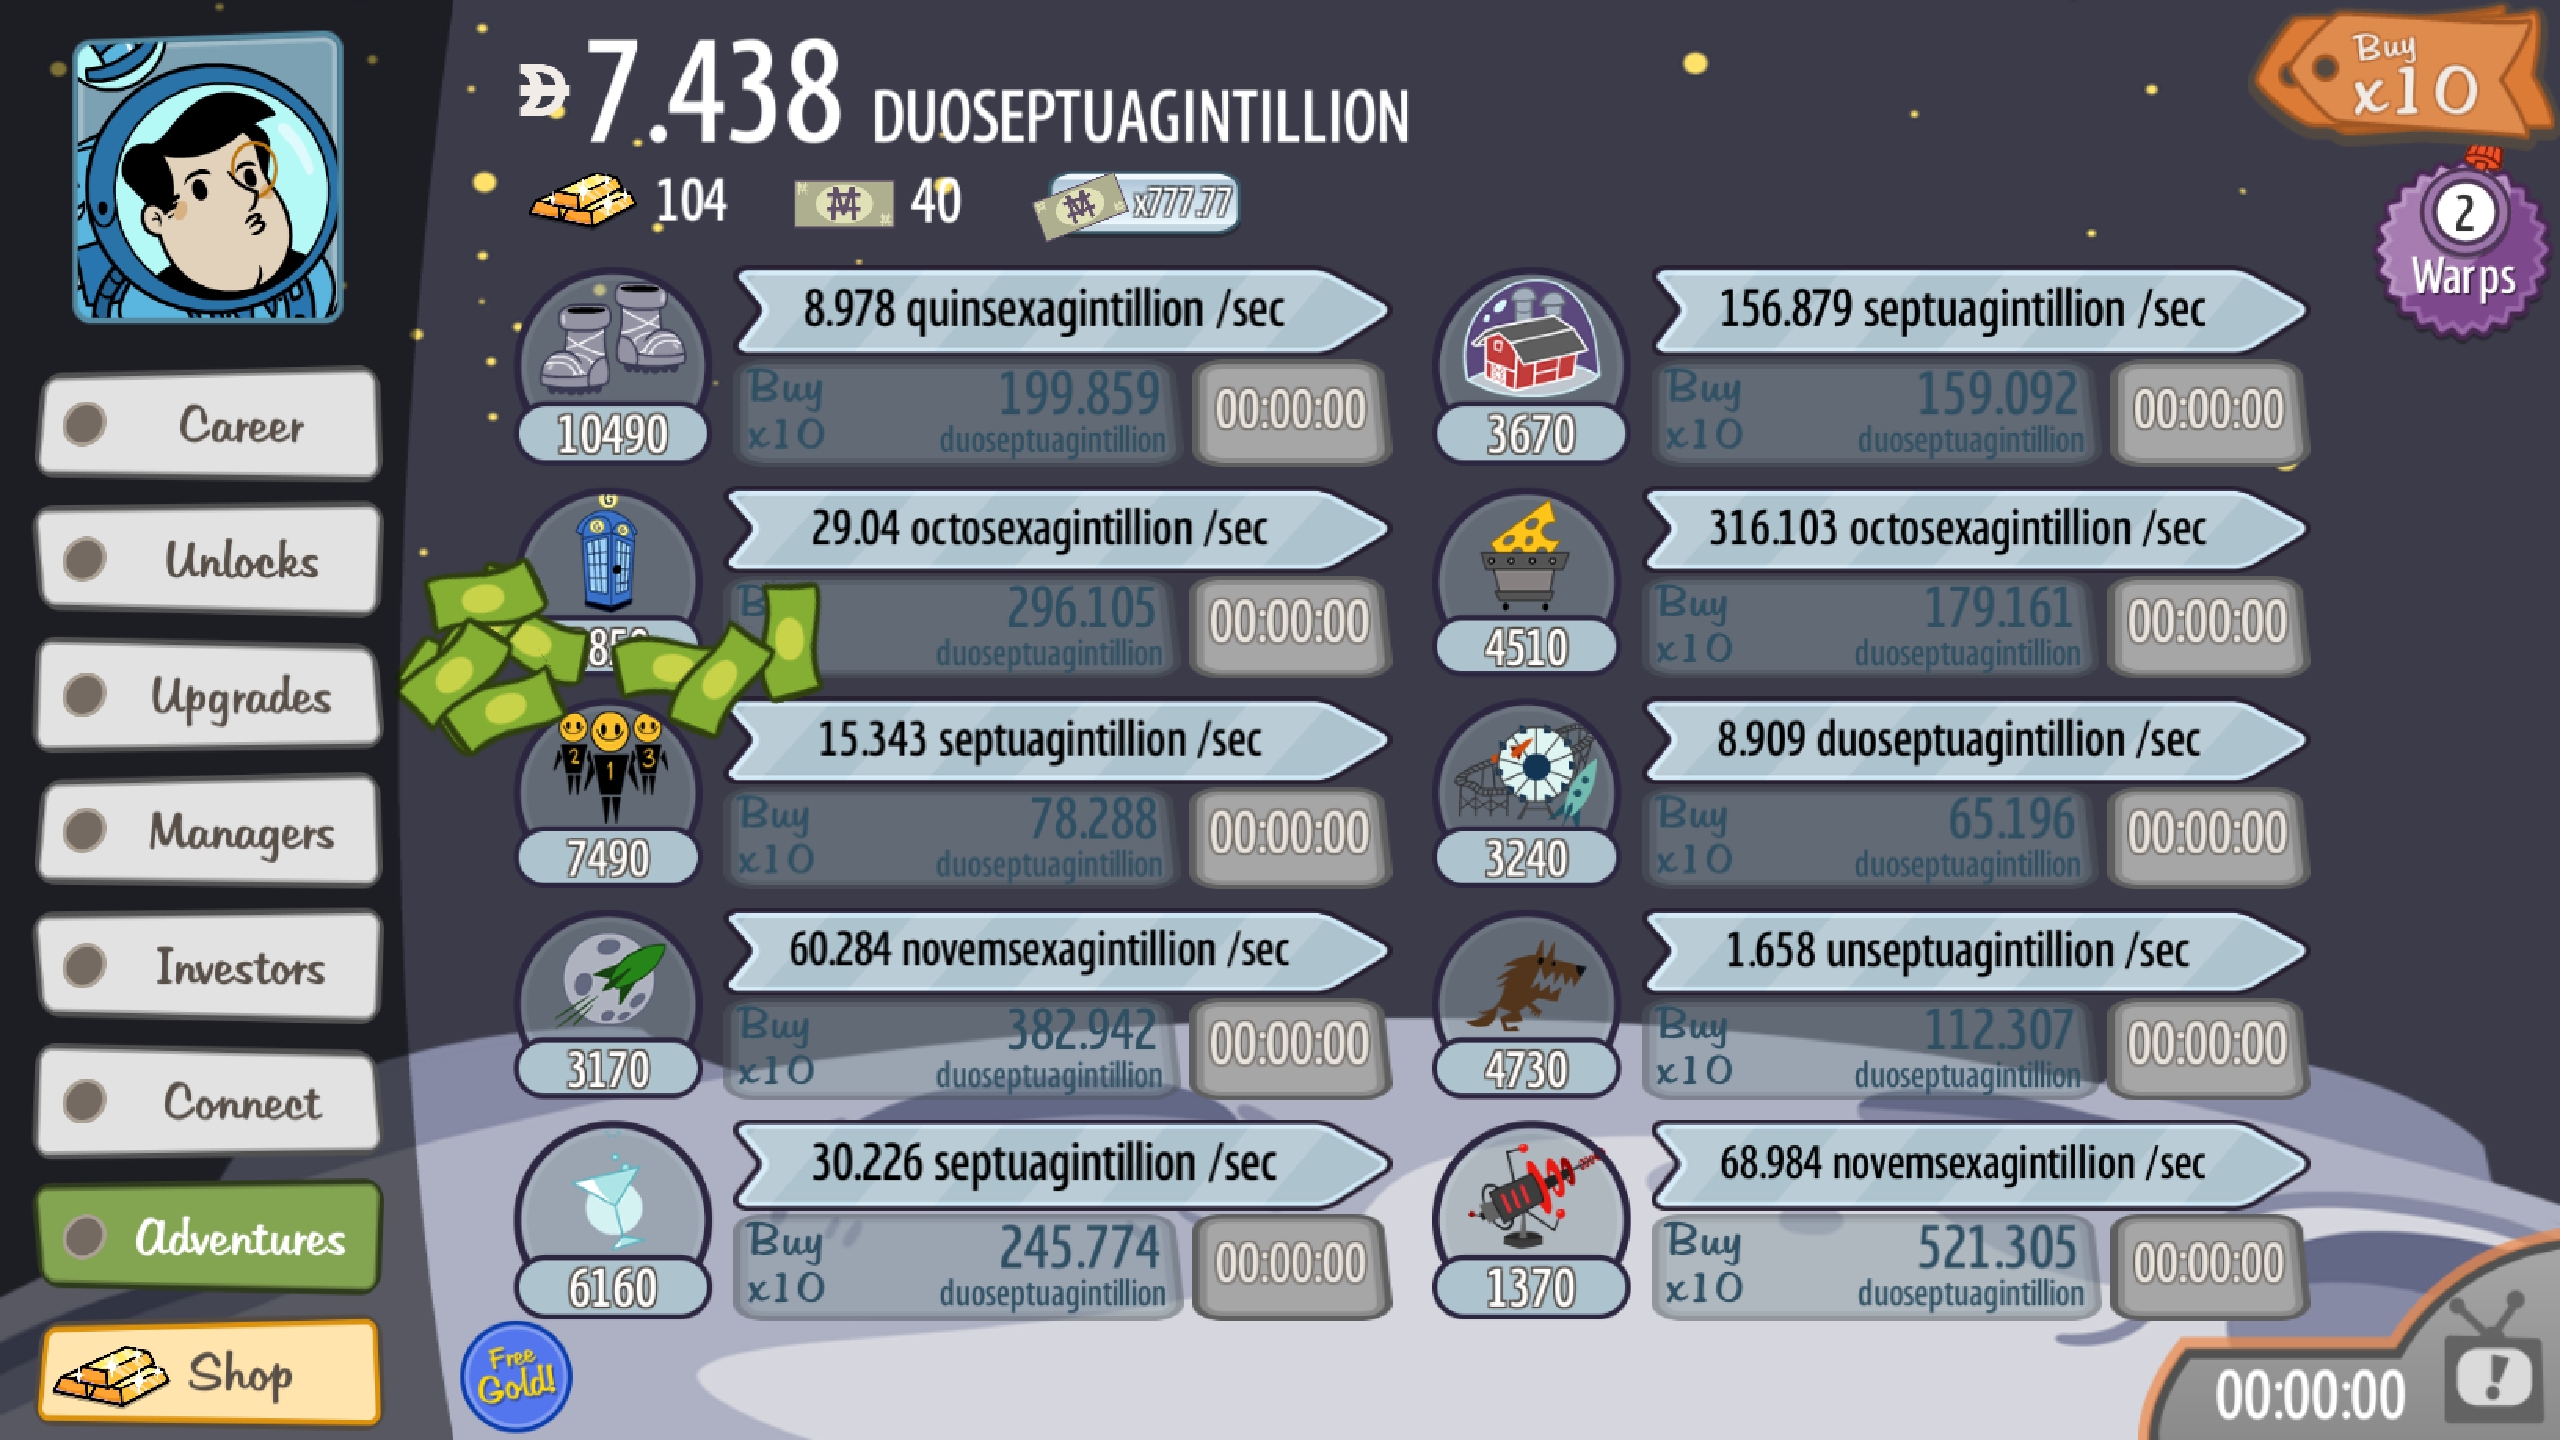 7.438 DUOSEPTUAGINTILLION
Buy
x10
104
40
x777.77
2
Warps
Career
Unlocks
Upgrades
Managers
Investors
Connect
Adventures
Shop
8.978 quinsexagintillion /sec
Buy 199.859
x10 duoseptuagintillion
00:00:00
10490
156.879 septuagintillion /sec
Buy 159.092
x10 duoseptuagintillion
00:00:00
3670
G
29.04 octosexagintillion /sec
296.105
duoseptuagintillion
00:00:00
316.103 octosexagintillion /sec
Buy 179.161
x10 duoseptuagintillion
00:00:00
4510
2 1 3
15.343 septuagintillion /sec
Buy 78.288
x10 duoseptuagintillion
00:00:00
7490
8.909 duoseptuagintillion /sec
Buy 65.196
x10 duoseptuagintillion
00:00:00
3240
60.284 novemsexagintillion /sec
Buy 382.942
x10 duoseptuagintillion
00:00:00
3170
1.658 unseptuagintillion /sec
Buy 112.307
x10 duoseptuagintillion
00:00:00
4730
30.226 septuagintillion /sec
Buy 245.774
x10 duoseptuagintillion
00:00:00
6160
68.984 novemsexagintillion /sec
Buy 521.305
x10 duoseptuagintillion
00:00:00
1370
Free
Gold!
00:00:00
!